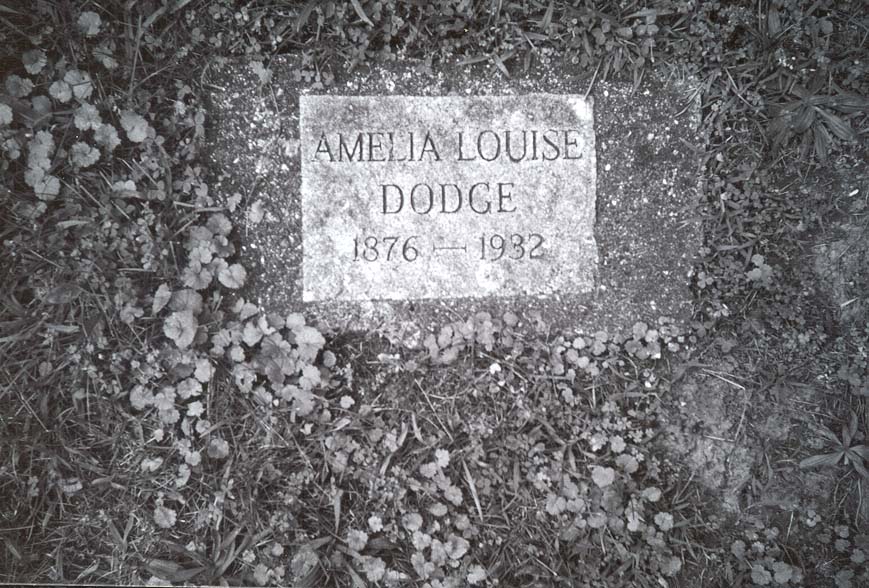 AMELIA LOUISE
DODGE
1876 — 1932